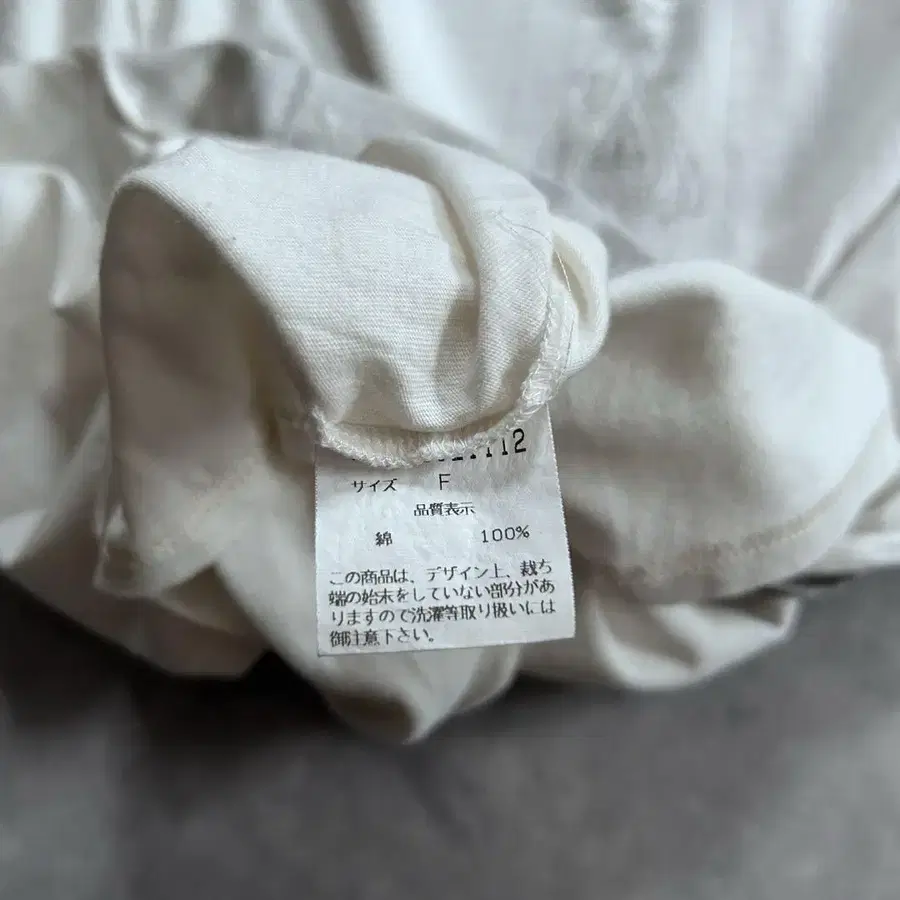 サイズ F
品質表示
綿 100%
この商品は、デザイン上、裁ち
端の始末をしていない部分があ
りますので洗濯等取り扱いには
御注意下さい。